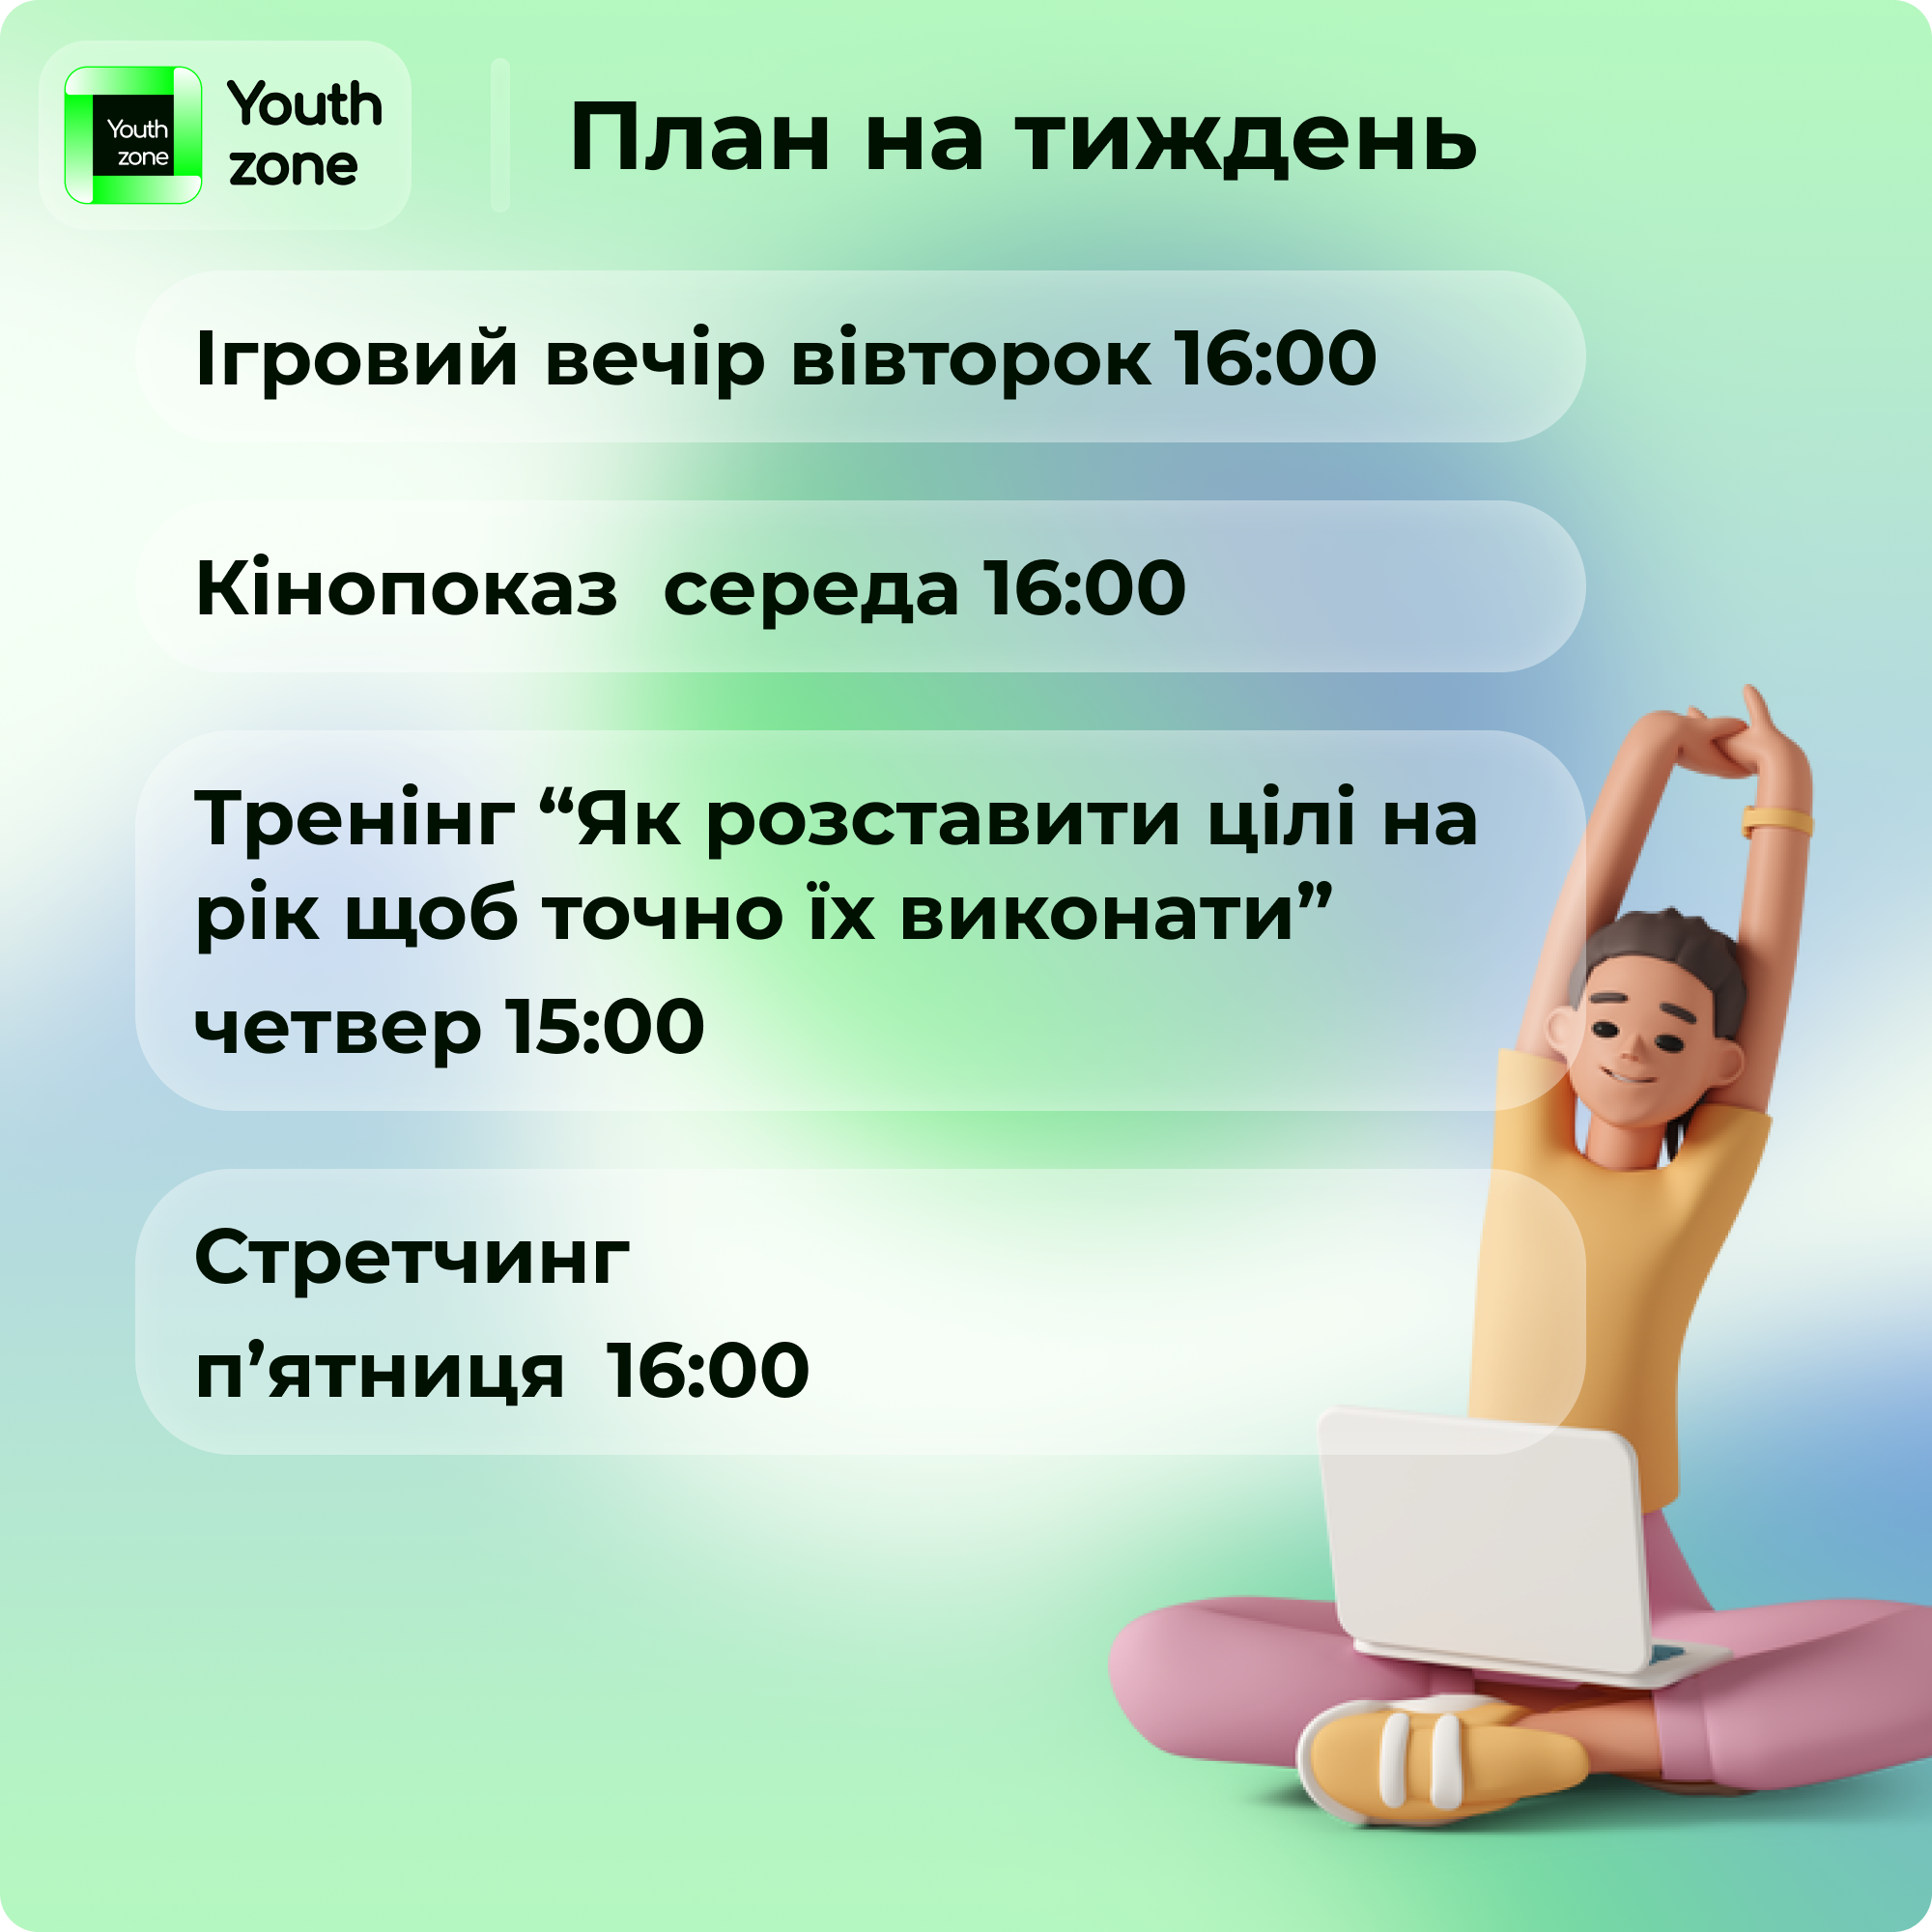 Youth
zone
Youth
zone
План на тиждень
Ігровий вечір вівторок 16:00
Кінопоказ  середа 16:00
Тренінг “Як розставити цілі на
рік щоб точно їх виконати”
четвер 15:00
Стретчинг
п’ятниця  16:00